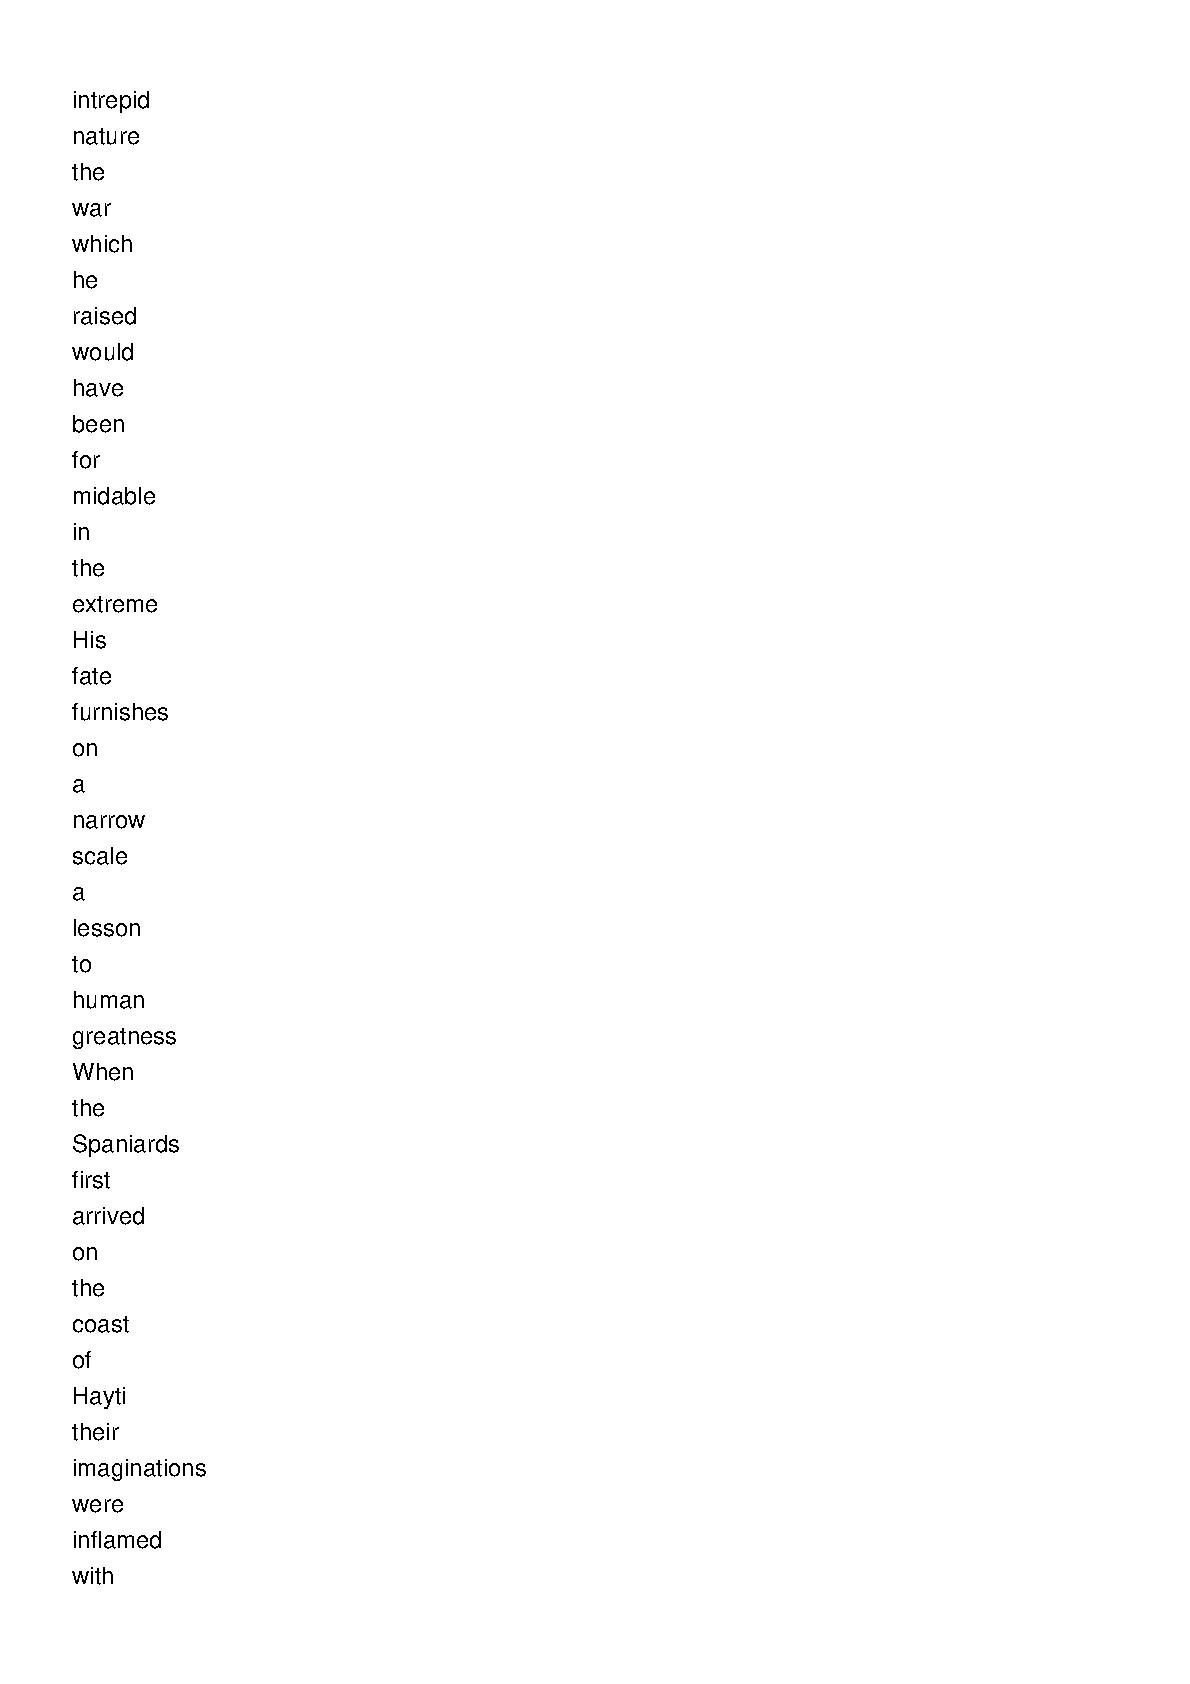 intrepid
nature
the
war
which
he
raised
would
have
been
for
midable
in
the
extreme
His
fate
furnishes
on
a
narrow
scale
a
lesson
to
human
greatness
When
the
Spaniards
first
arrived
on
the
coast
of
Hayti
their
imaginations
were
inflamed
with